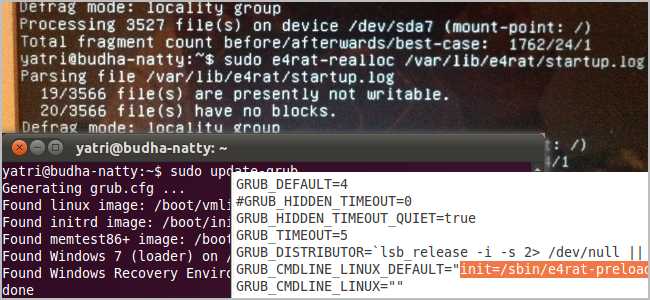 Defrag mode: locality group
Processing 3527 file(s) on device /dev/sda7 (mount-point: /)
Total fragment count before/afterwards/best-case:  1762/24/1
yatri@budha-natty:~$ sudo e4rat-realloc /var/lib/e4rat/startup.log
Parsing file /var/lib/e4rat/startup.log
19/3566 file(s) are presently not writable.
20/3566 file(s) have no blocks.
Defrag mode: locality group
: /)
4/1
yatri@budha-natty: ~
yatri@budha-natty:~$ sudo update-grub
Generating grub.cfg ...
Found linux image: /boot/vmli
Found initrd image: /boot/ini
Found memtest86+ image: /boot
Found Windows 7 (loader) on /
Found Windows Recovery Enviro
done
GRUB_DEFAULT=4
#GRUB_HIDDEN_TIMEOUT=0
GRUB_HIDDEN_TIMEOUT_QUIET=true
GRUB_TIMEOUT=5
GRUB_DISTRIBUTOR=`lsb_release -i -s 2> /dev/null ||
GRUB_CMDLINE_LINUX_DEFAULT="init=/sbin/e4rat-preload
GRUB_CMDLINE_LINUX=""